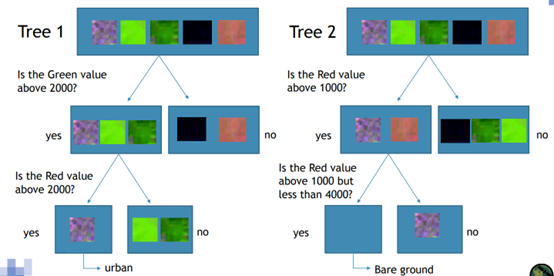 Tree 1
Tree 2
Is the Green value
above 2000?
yes
no
Is the Red value
above 2000?
yes
no
urban
Is the Red value
above 1000?
yes
no
Is the Red value
above 1000 but
less than 4000?
yes
no
Bare ground